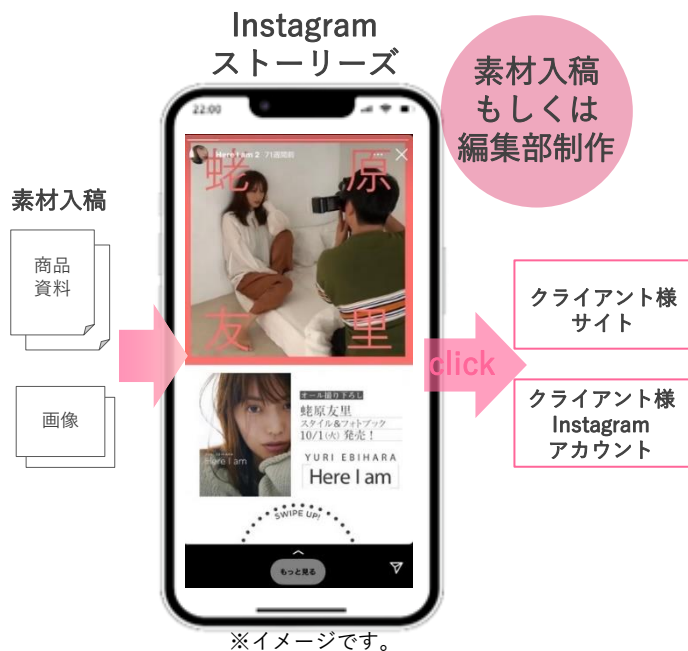 Instagram
ストーリーズ
素材入稿
もしくは
編集部制作
素材入稿
商品
資料
画像
22:00
Here I am 2 71週間前
蛯 原
友 里
オール撮り下ろし
蛯原友里
スタイル&フォトブック
10/1(火) 発売！
YURI EBIHARA
Here I am
Here I am
SWIPE UP!
もっと見る
click
クライアント様
サイト
クライアント様
Instagram
アカウント
※イメージです。